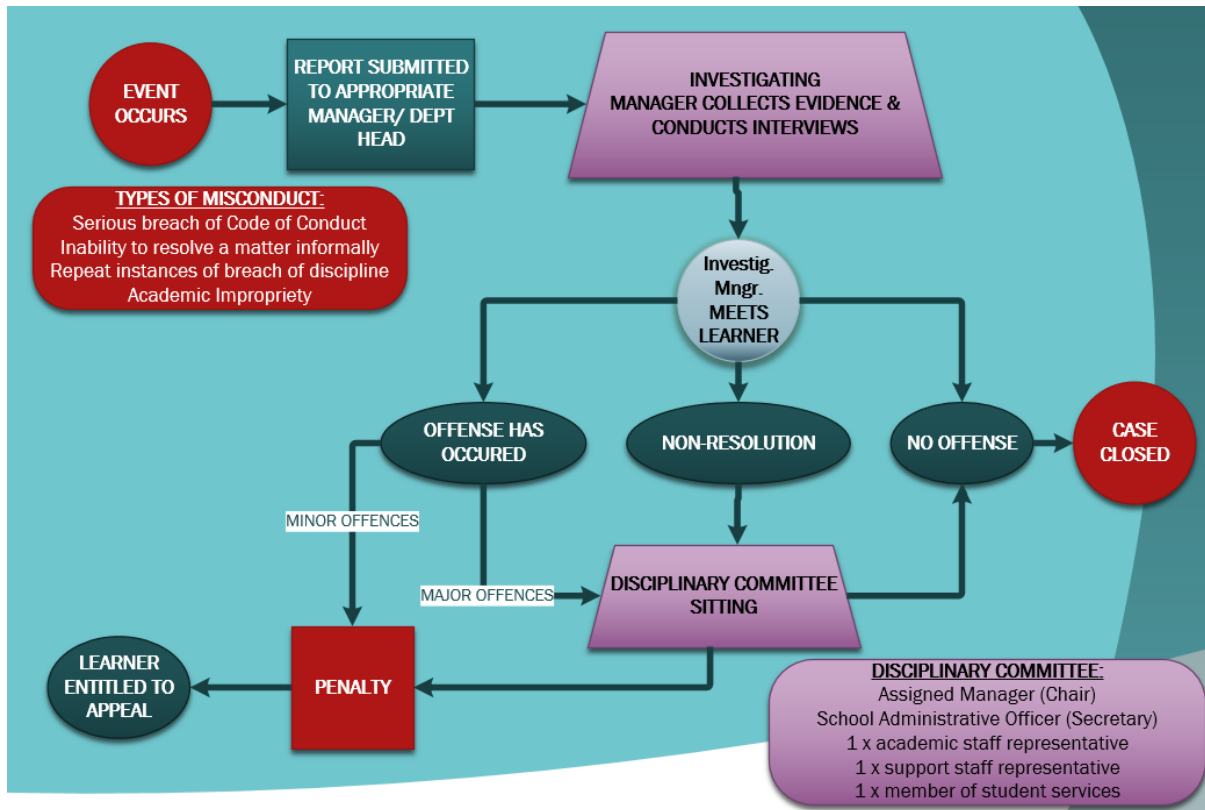 EVENT
OCCURS
REPORT SUBMITTED
TO APPROPRIATE
MANAGER/ DEPT
HEAD
INVESTIGATING
MANAGER COLLECTS EVIDENCE &
CONDUCTS INTERVIEWS
TYPES OF MISCONDUCT:
Serious breach of Code of Conduct
Inability to resolve a matter informally
Repeat instances of breach of discipline
Academic Impropriety
Investig.
Mngr.
MEETS
LEARNER
OFFENSE HAS
OCCURED
NON-RESOLUTION
NO OFFENSE
CASE
CLOSED
MINOR OFFENCES
MAJOR OFFENCES
DISCIPLINARY COMMITTEE
SITTING
LEARNER
ENTITLED TO
APPEAL
PENALTY
DISCIPLINARY COMMITTEE:
Assigned Manager (Chair)
School Administrative Officer (Secretary)
1 x academic staff representative
1 x support staff representative
1 x member of student services